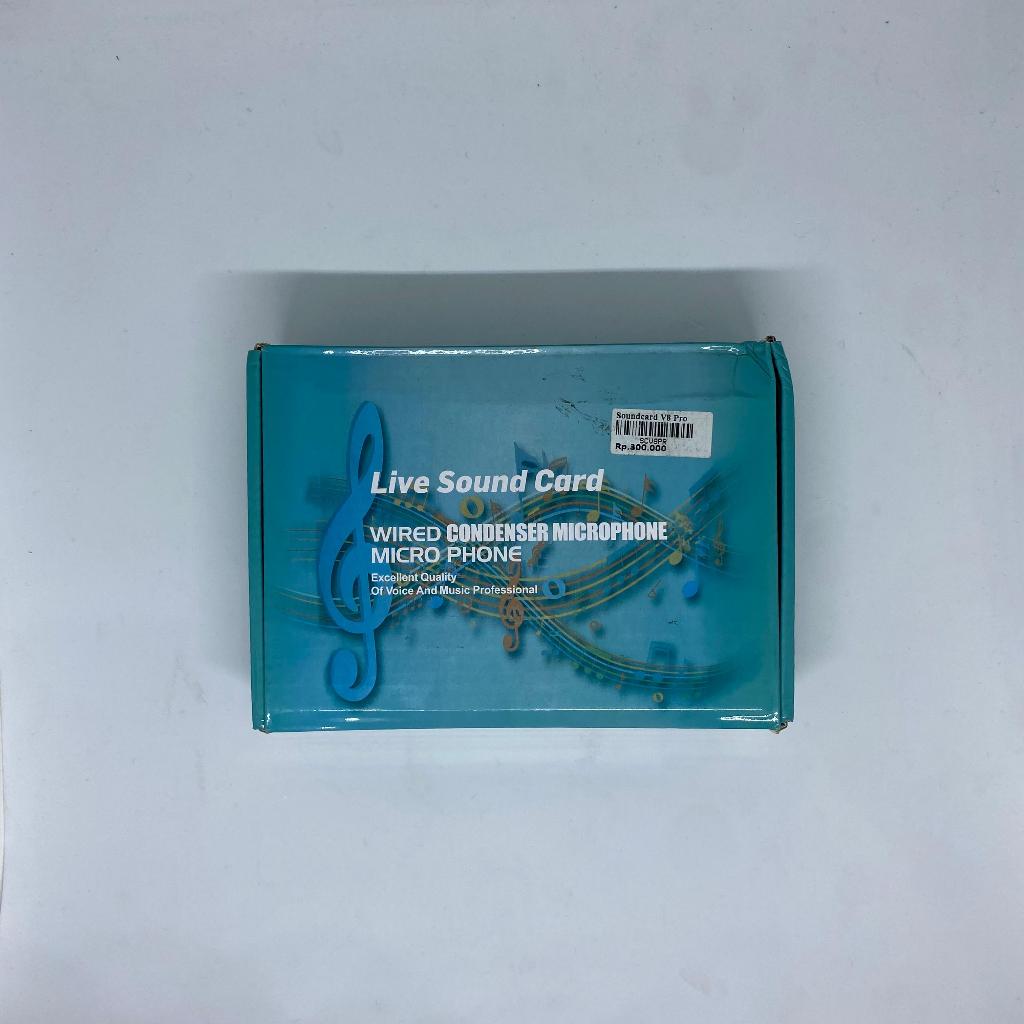 Soundcard V8 Pro
SCV8PR
Rp.300.000
Live Sound Card
WIRED CONDENSER MICROPHONE
MICRO PHONE
Excellent Quality
Of Voice And Music Professional